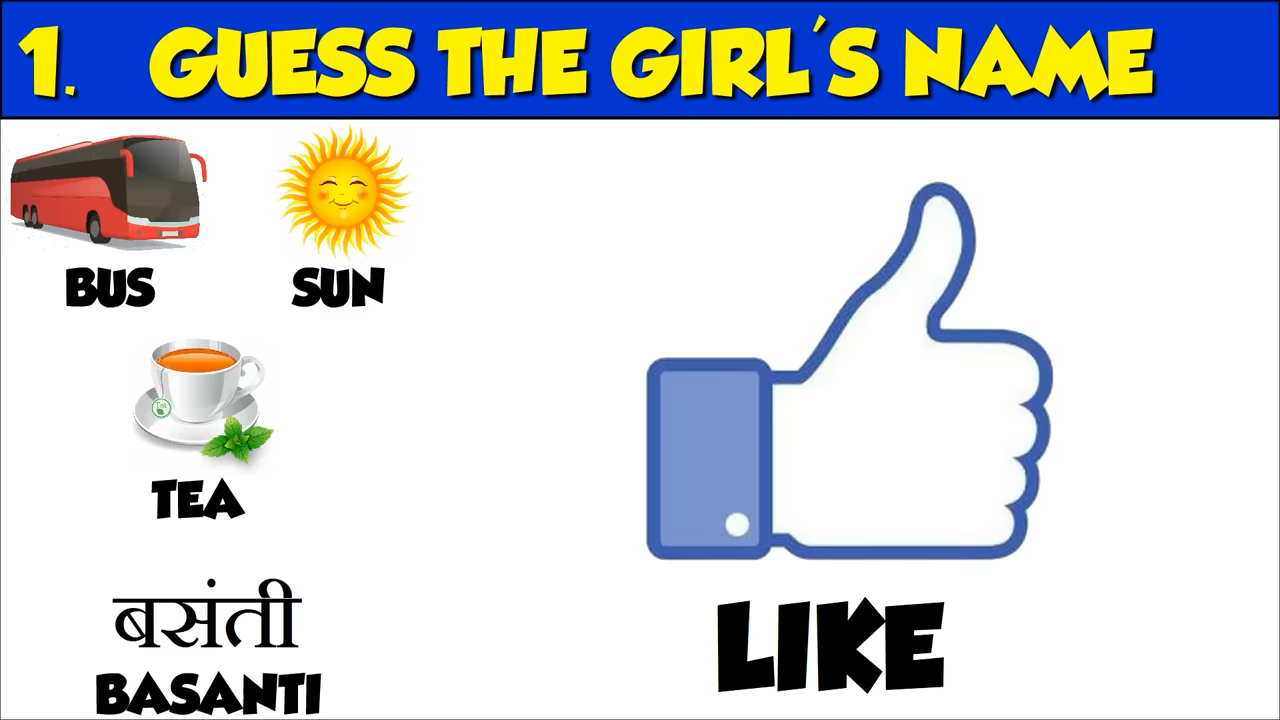 1. GUESS THE GIRL'S NAME
BUS SUN
TEA
बसंती
BASANTI
LIKE